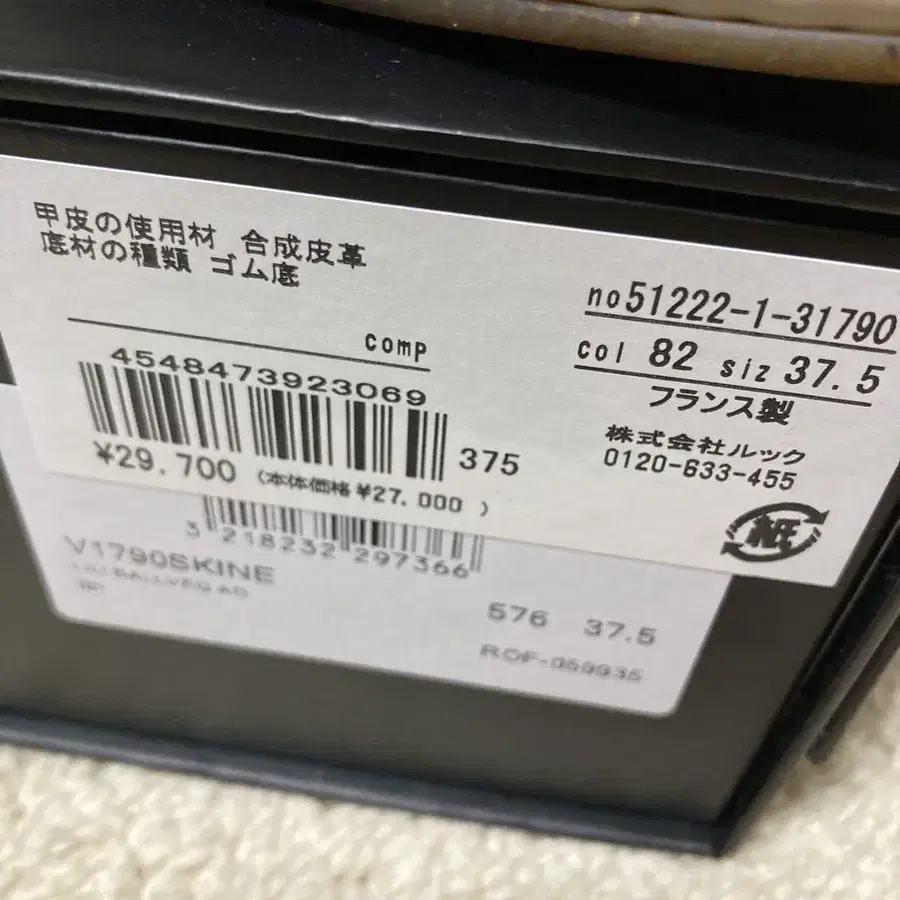 甲皮の使用材 合成皮革
底材の種類 ゴム底
comp
4548473923069
375
¥29.700 (本体価格¥27.000 )
no51222-1-31790
col 82 siz 37.5
フランス製
株式会社ルック
0120-633-455
紙
3 218232 297366
V1790SKINE
576 37.5
ROF-059935